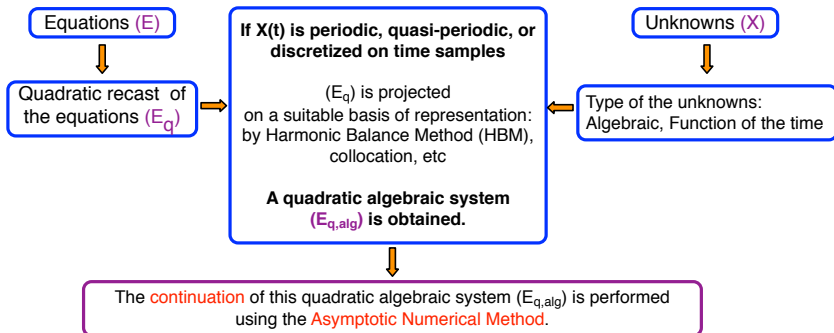 Equations (E)
Quadratic recast of
the equations (Eq)
If X(t) is periodic, quasi-periodic, or
discretized on time samples
(Eq) is projected
on a suitable basis of representation:
by Harmonic Balance Method (HBM),
collocation, etc
A quadratic algebraic system
(Eq,alg) is obtained.
Unknowns (X)
Type of the unknowns:
Algebraic, Function of the time
The continuation of this quadratic algebraic system (Eq,alg) is performed
using the Asymptotic Numerical Method.